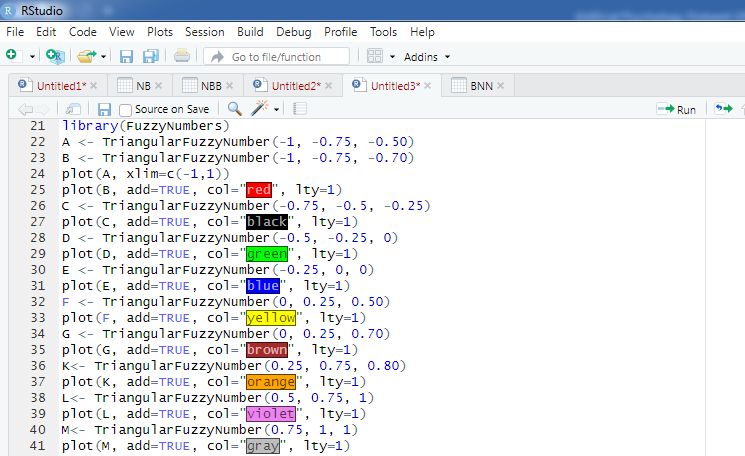 RStudio
File Edit Code View Plots Session Build Debug Profile Tools Help
Go to file/function Addins
Untitled1* NB NBB Untitled2* Untitled3* BNN
Source on Save Run
21 library(FuzzyNumbers)
22 A <- TriangularFuzzyNumber(-1, -0.75, -0.50)
23 B <- TriangularFuzzyNumber(-1, -0.75, -0.70)
24 plot(A, xlim=c(-1,1))
25 plot(B, add=TRUE, col="red", lty=1)
26 C <- TriangularFuzzyNumber(-0.75, -0.5, -0.25)
27 plot(C, add=TRUE, col="black", lty=1)
28 D <- TriangularFuzzyNumber(-0.5, -0.25, 0)
29 plot(D, add=TRUE, col="green", lty=1)
30 E <- TriangularFuzzyNumber(-0.25, 0, 0)
31 plot(E, add=TRUE, col="blue", lty=1)
32 F <- TriangularFuzzyNumber(0, 0.25, 0.50)
33 plot(F, add=TRUE, col="yellow", lty=1)
34 G <- TriangularFuzzyNumber(0, 0.25, 0.70)
35 plot(G, add=TRUE, col="brown", lty=1)
36 K<- TriangularFuzzyNumber(0.25, 0.75, 0.80)
37 plot(K, add=TRUE, col="orange", lty=1)
38 L<- TriangularFuzzyNumber(0.5, 0.75, 1)
39 plot(L, add=TRUE, col="violet", lty=1)
40 M<- TriangularFuzzyNumber(0.75, 1, 1)
41 plot(M, add=TRUE, col="gray", lty=1)